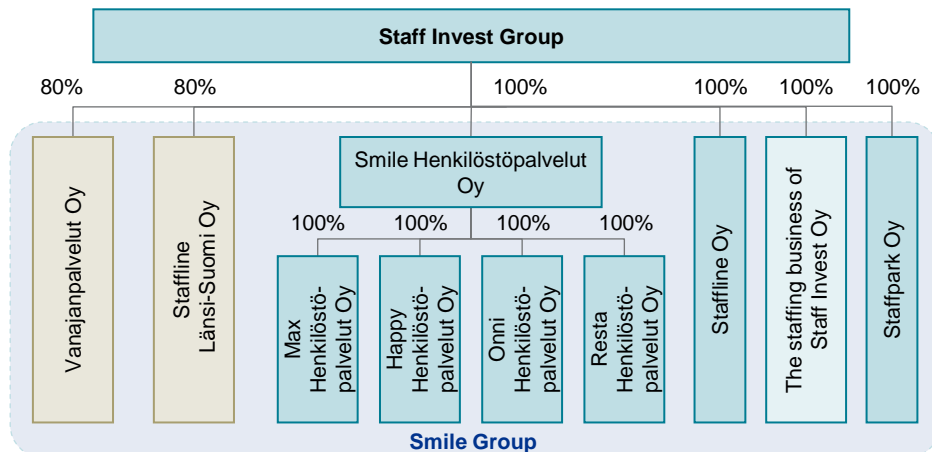 Staff Invest Group
80%
80%
100%
100%
100%
100%
Vanajanpalvelut Oy
Staffline
Länsi-Suomi Oy
Smile Henkilöstöpalvelut
Oy
100%
100%
100%
100%
Max
Henkilöstö-
palvelut Oy
Happy
Henkilöstö-
palvelut Oy
Onni
Henkilöstö-
palvelut Oy
Resta
Henkilöstö-
palvelut Oy
Staffline Oy
The staffing business of
Staff Invest Oy
Staffpark Oy
Smile Group